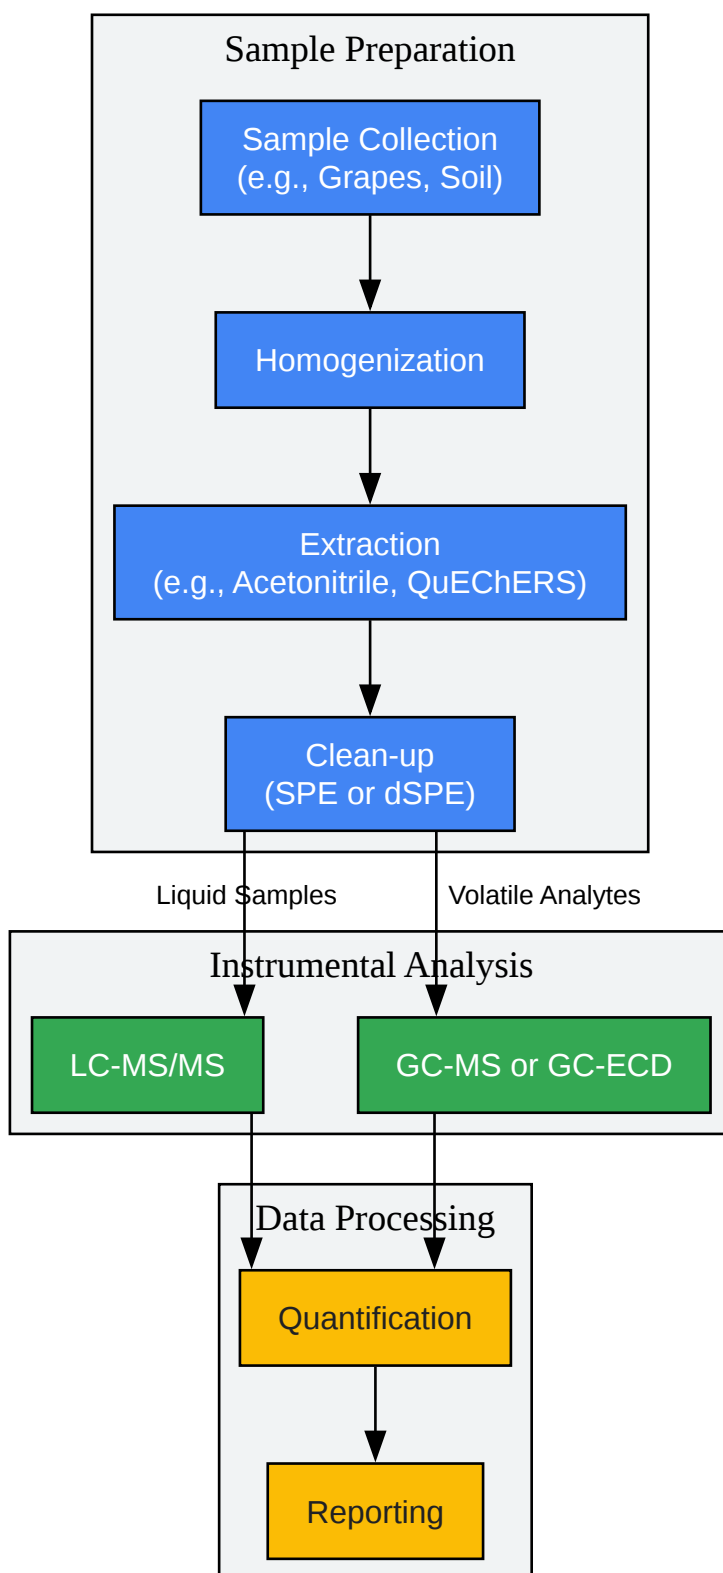 Sample Preparation
Sample Collection
(e.g., Grapes, Soil)
Homogenization
Extraction
(e.g., Acetonitrile, QuEChERS)
Clean-up
(SPE or dSPE)
Liquid Samples
Volatile Analytes
Instrumental Analysis
LC-MS/MS
GC-MS or GC-ECD
Data Processing
Quantification
Reporting